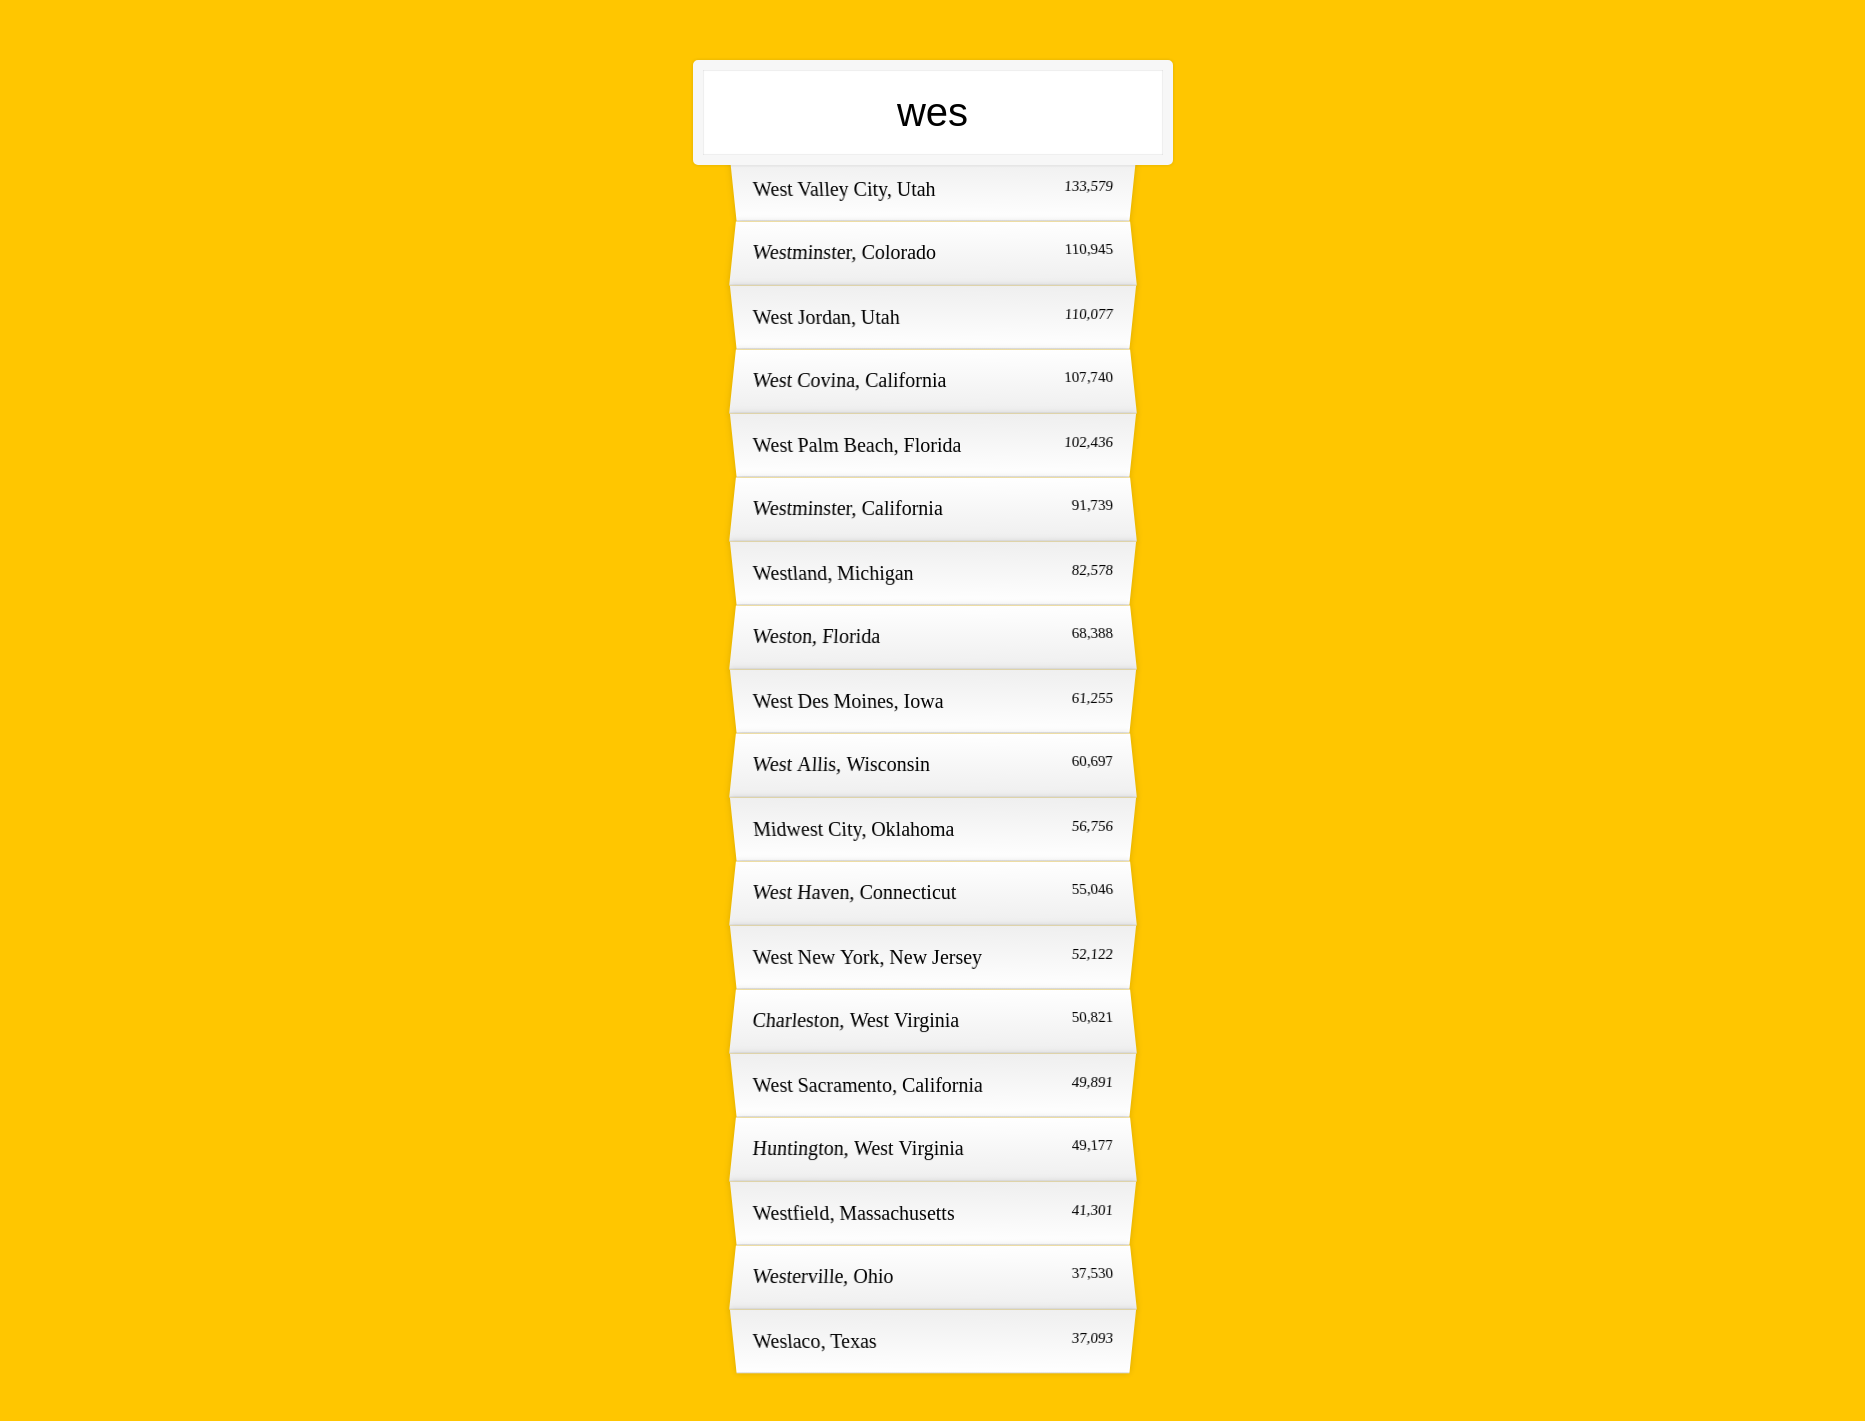 wes
West Valley City, Utah 133,579
Westminster, Colorado 110,945
West Jordan, Utah 110,077
West Covina, California 107,740
West Palm Beach, Florida 102,436
Westminster, California 91,739
Westland, Michigan 82,578
Weston, Florida 68,388
West Des Moines, Iowa 61,255
West Allis, Wisconsin 60,697
Midwest City, Oklahoma 56,756
West Haven, Connecticut 55,046
West New York, New Jersey 52,122
Charleston, West Virginia 50,821
West Sacramento, California 49,891
Huntington, West Virginia 49,177
Westfield, Massachusetts 41,301
Westerville, Ohio 37,530
Weslaco, Texas 37,093